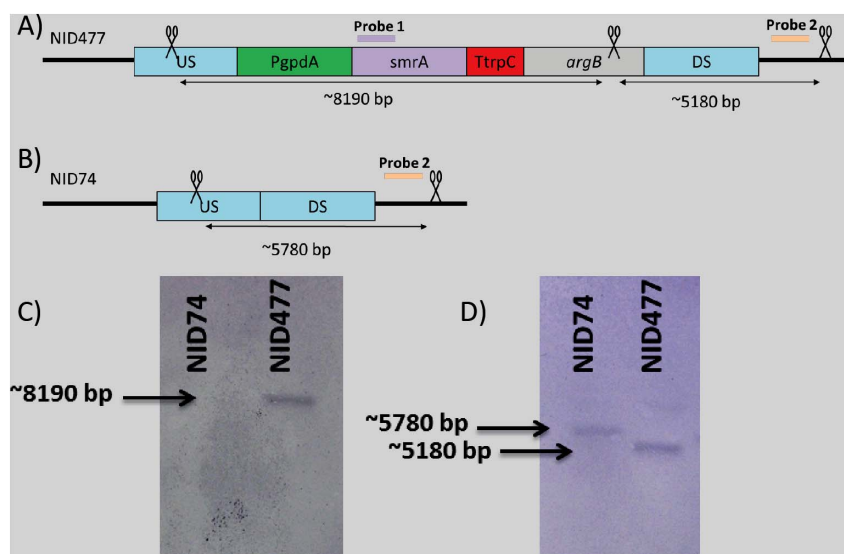 A)
NID477
Probe 1
Probe 2
US
PgpdA
smrA
TtrpC
argB
DS
~8190 bp
~5180 bp
B)
NID74
Probe 2
US
DS
~5780 bp
C)
NID74
NID477
~8190 bp
D)
NID74
NID477
~5780 bp
~5180 bp